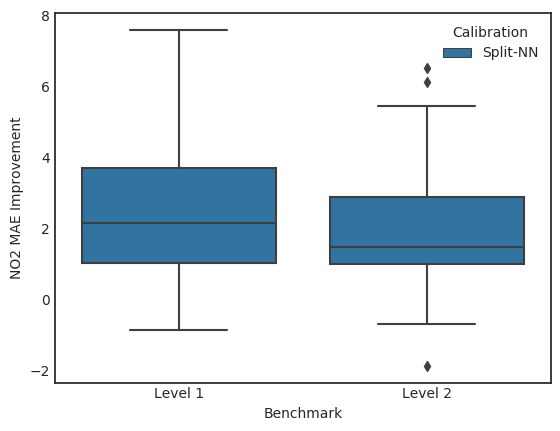 8
6
4
2
0
−2
NO2 MAE Improvement
Calibration
Split-NN
Level 1
Level 2
Benchmark